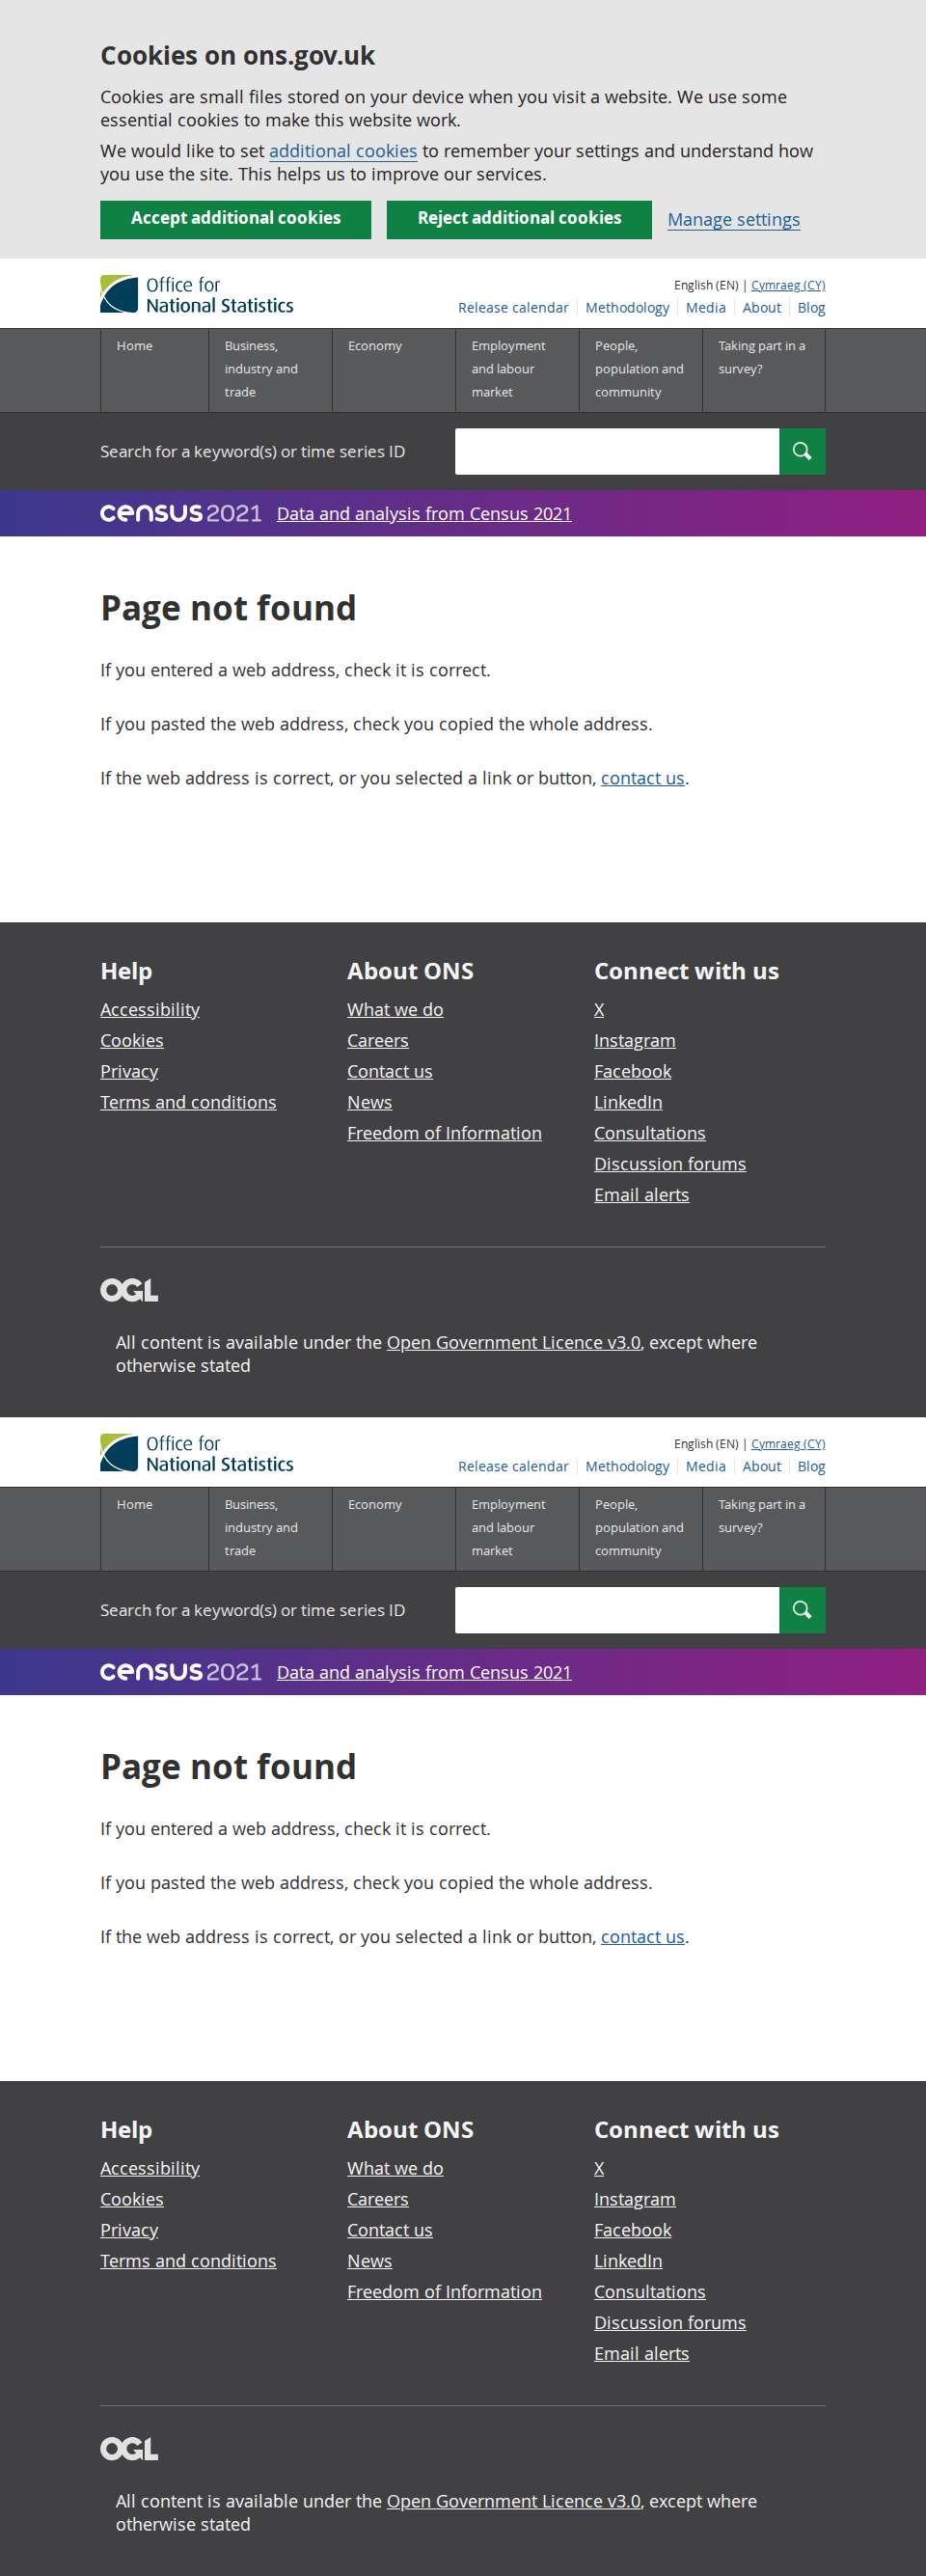 Cookies on ons.gov.uk
Cookies are small files stored on your device when you visit a website. We use some
essential cookies to make this website work.
We would like to set additional cookies to remember your settings and understand how
you use the site. This helps us to improve our services.
Accept additional cookies
Reject additional cookies
Manage settings
Office for
National Statistics
English (EN) | Cymraeg (CY)
Release calendar
Methodology
Media
About
Blog
Home
Business,
industry and
trade
Economy
Employment
and labour
market
People,
population and
community
Taking part in a
survey?
Search for a keyword(s) or time series ID
census 2021 Data and analysis from Census 2021
Page not found
If you entered a web address, check it is correct.
If you pasted the web address, check you copied the whole address.
If the web address is correct, or you selected a link or button, contact us.
Help
Accessibility
Cookies
Privacy
Terms and conditions
About ONS
What we do
Careers
Contact us
News
Freedom of Information
Connect with us
X
Instagram
Facebook
LinkedIn
Consultations
Discussion forums
Email alerts
OGL
All content is available under the Open Government Licence v3.0, except where
otherwise stated
Office for
National Statistics
English (EN) | Cymraeg (CY)
Release calendar
Methodology
Media
About
Blog
Home
Business,
industry and
trade
Economy
Employment
and labour
market
People,
population and
community
Taking part in a
survey?
Search for a keyword(s) or time series ID
census 2021 Data and analysis from Census 2021
Page not found
If you entered a web address, check it is correct.
If you pasted the web address, check you copied the whole address.
If the web address is correct, or you selected a link or button, contact us.
Help
Accessibility
Cookies
Privacy
Terms and conditions
About ONS
What we do
Careers
Contact us
News
Freedom of Information
Connect with us
X
Instagram
Facebook
LinkedIn
Consultations
Discussion forums
Email alerts
OGL
All content is available under the Open Government Licence v3.0, except where
otherwise stated